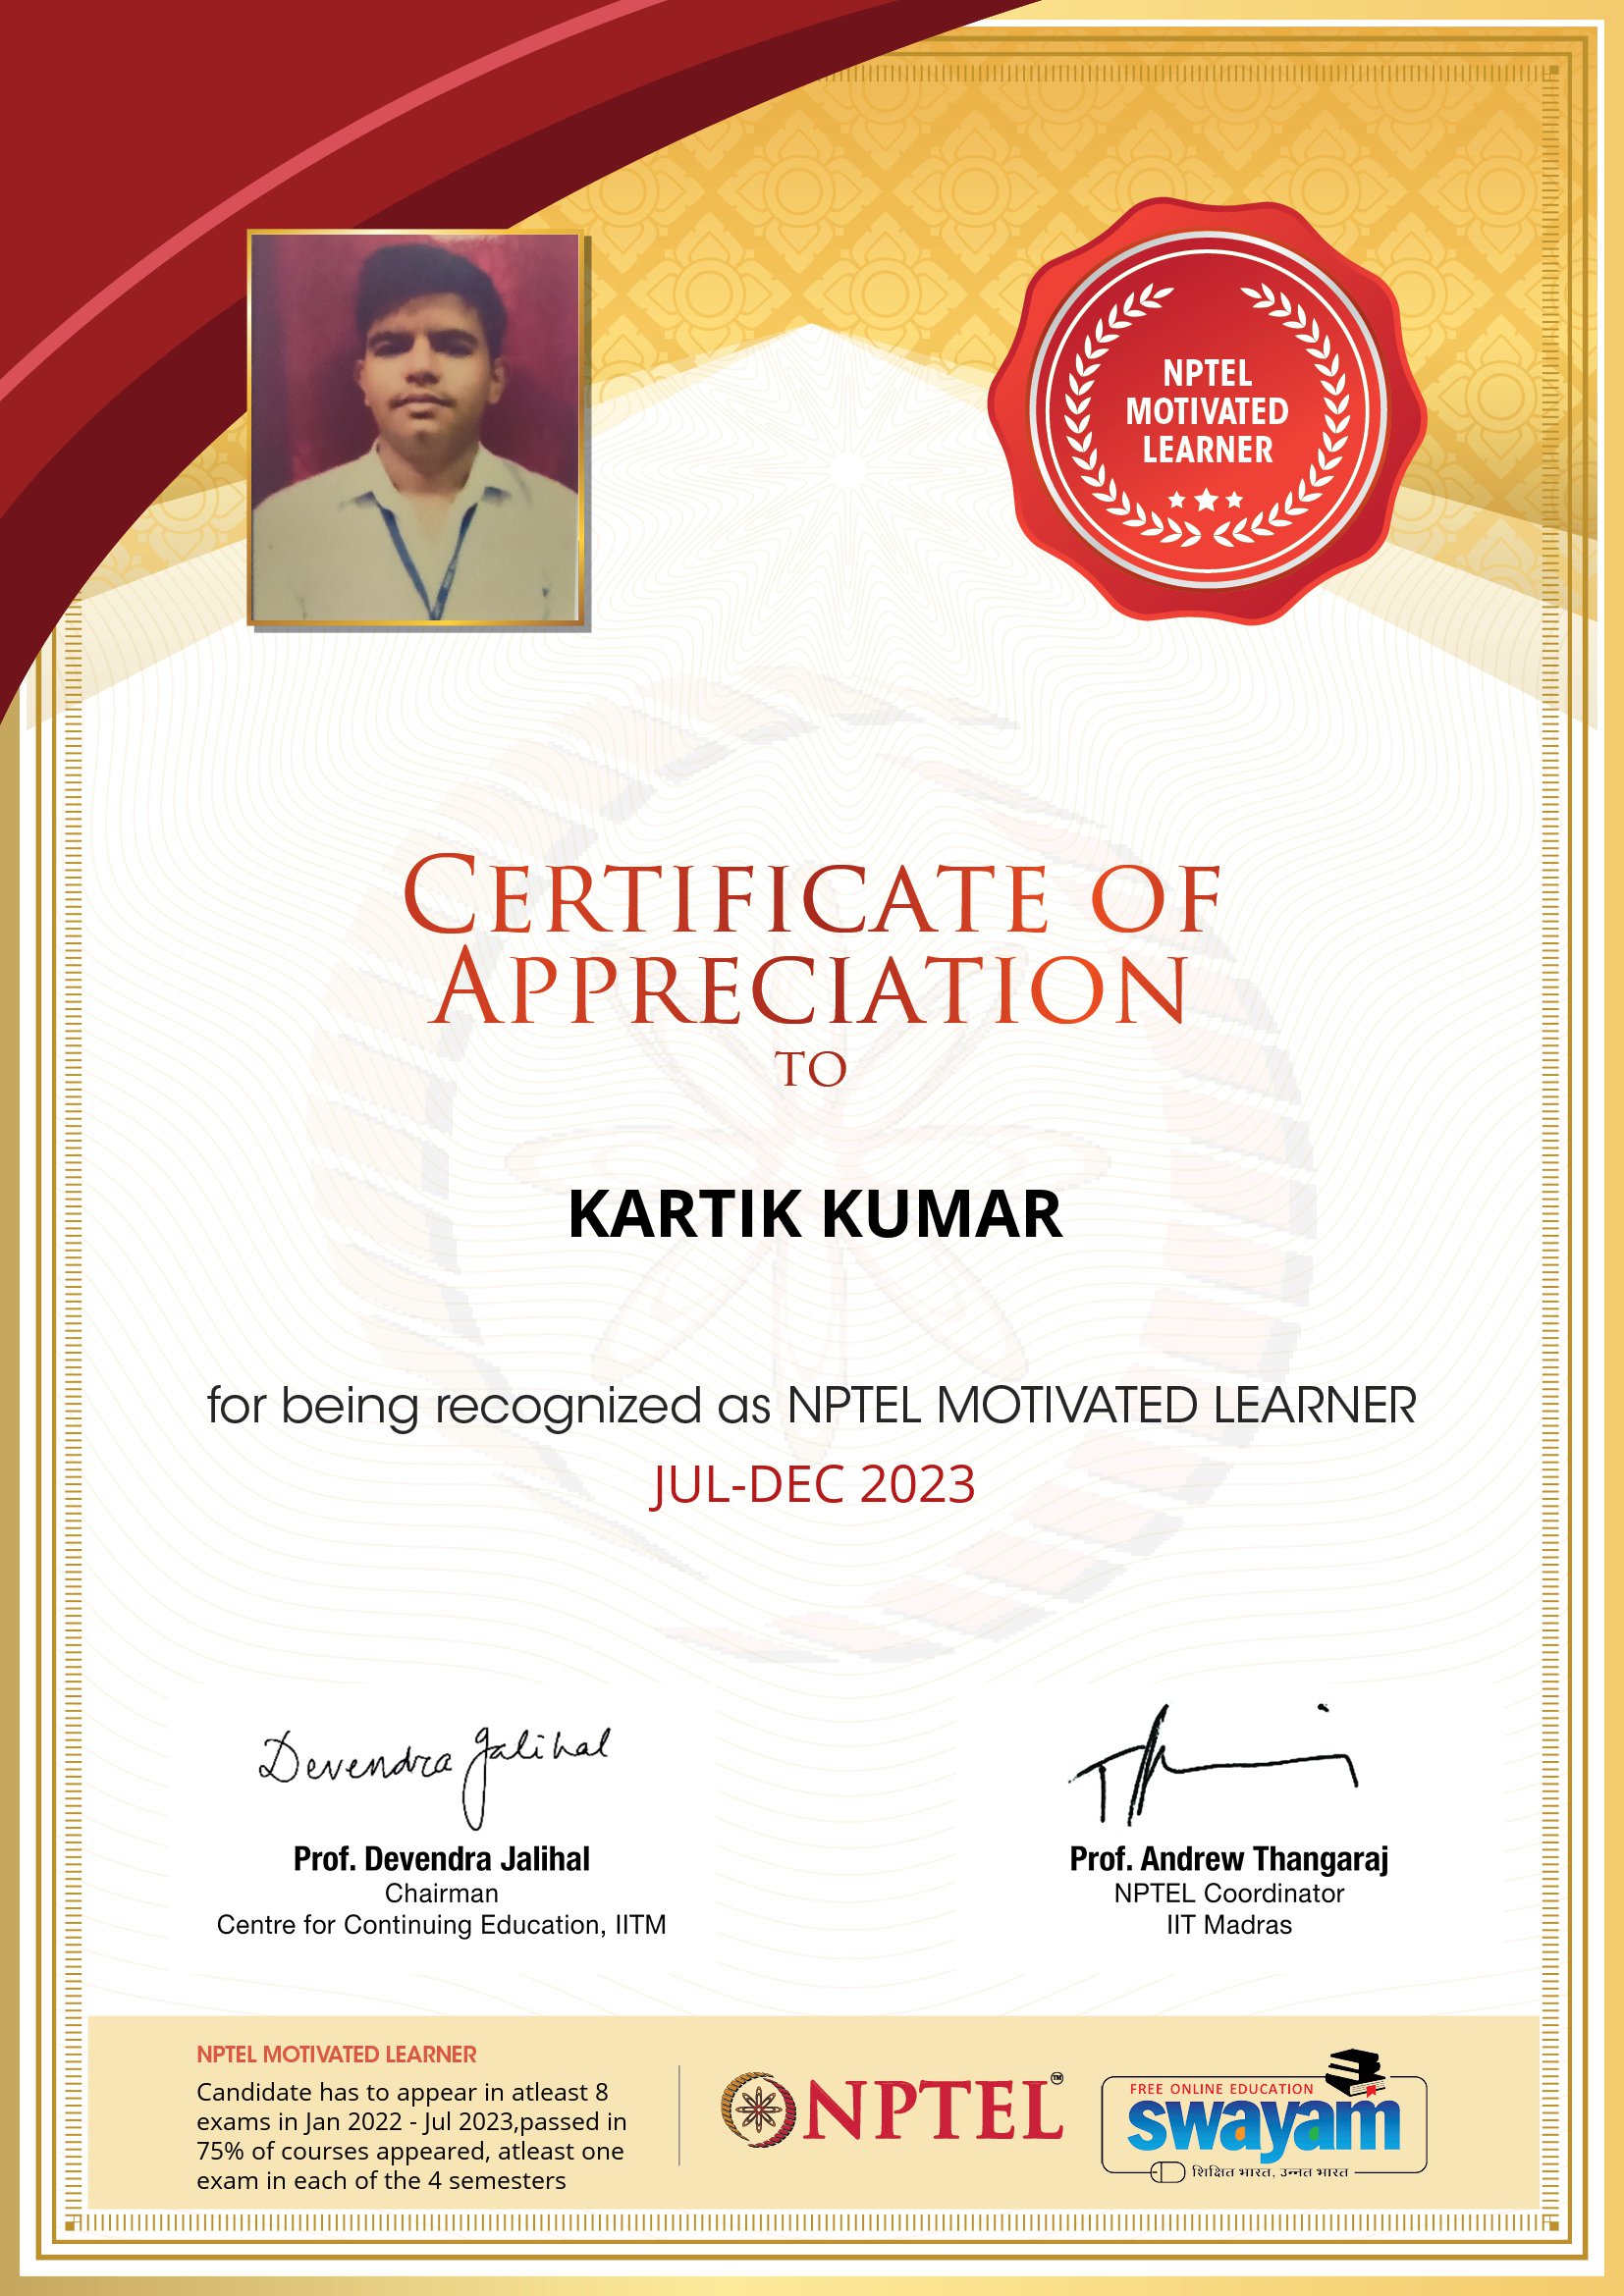 NPTEL
MOTIVATED
LEARNER
CERTIFICATE OF
APPRECIATION
TO
KARTIK KUMAR
for being recognized as NPTEL MOTIVATED LEARNER
JUL-DEC 2023
Devendra Jalihal
Prof. Devendra Jalihal
Chairman
Centre for Continuing Education, IITM
Prof. Andrew Thangaraj
NPTEL Coordinator
IIT Madras
NPTEL MOTIVATED LEARNER
Candidate has to appear in atleast 8
exams in Jan 2022 - Jul 2023,passed in
75% of courses appeared, atleast one
exam in each of the 4 semesters
NPTEL™
FREE ONLINE EDUCATION
swayam
शिक्षित भारत, उन्नत भारत